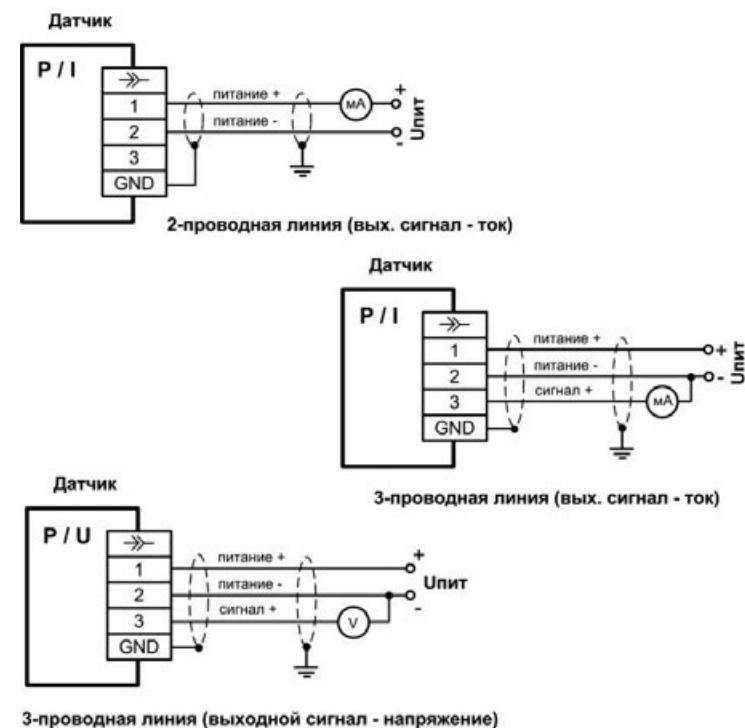 Датчик
P / I
1
2
3
GND
питание +
питание -
мА
+
-
Uпит
2-проводная линия (вых. сигнал - ток)
Датчик
P / I
1
2
3
GND
питание +
питание -
сигнал +
мА
+
-
Uпит
3-проводная линия (вых. сигнал - ток)
Датчик
P / U
1
2
3
GND
питание +
питание -
сигнал +
V
+
-
Uпит
3-проводная линия (выходной сигнал - напряжение)